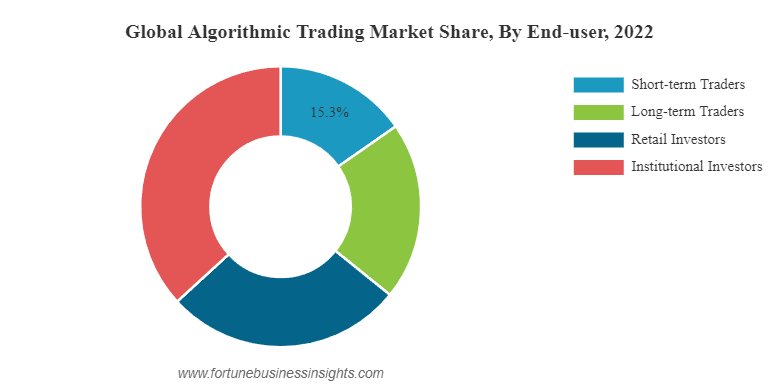 Global Algorithmic Trading Market Share, By End-user, 2022
15.3%
Short-term Traders
Long-term Traders
Retail Investors
Institutional Investors
www.fortunebusinessinsights.com